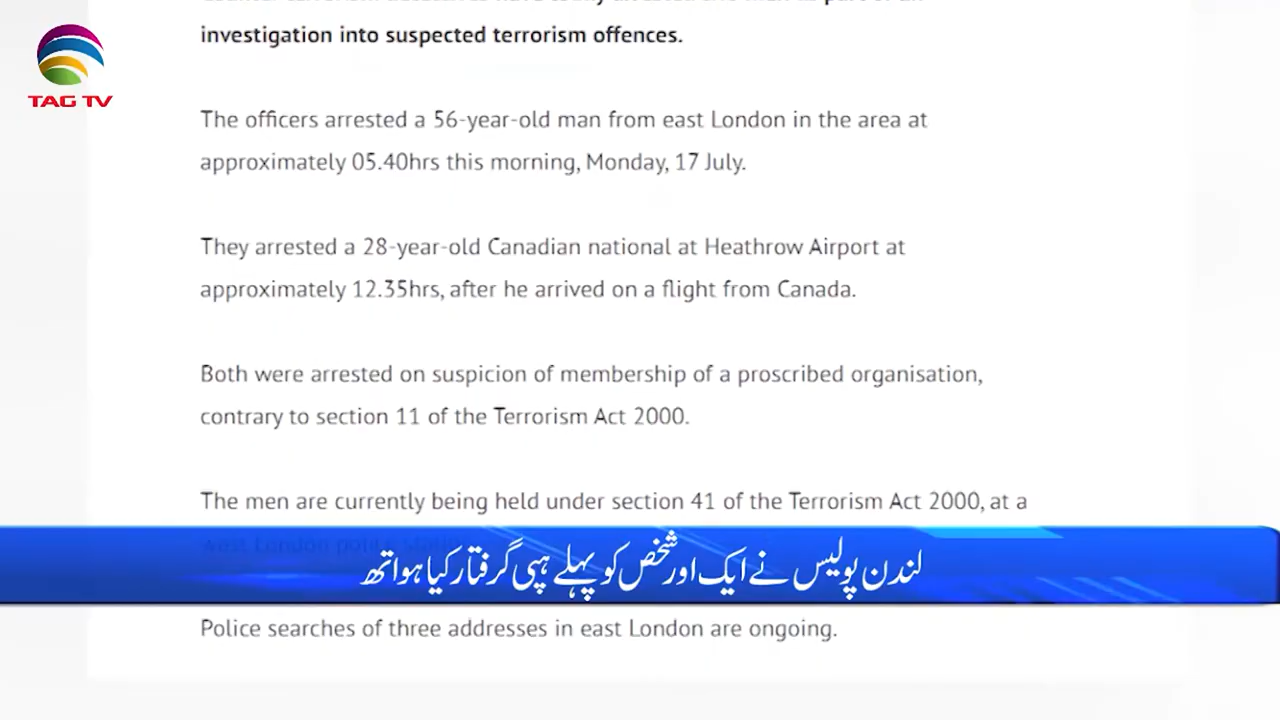 investigation into suspected terrorism offences.
TAG TV
The officers arrested a 56-year-old man from east London in the area at
approximately 05.40hrs this morning, Monday, 17 July.
They arrested a 28-year-old Canadian national at Heathrow Airport at
approximately 12.35hrs, after he arrived on a flight from Canada.
Both were arrested on suspicion of membership of a proscribed organisation,
contrary to section 11 of the Terrorism Act 2000.
The men are currently being held under section 41 of the Terrorism Act 2000, at a
west London police
لندن پولیس نے ایک اور شخص کو پہلے ہپی گرفتار کیا ہوا تھ
Police searches of three addresses in east London are ongoing.